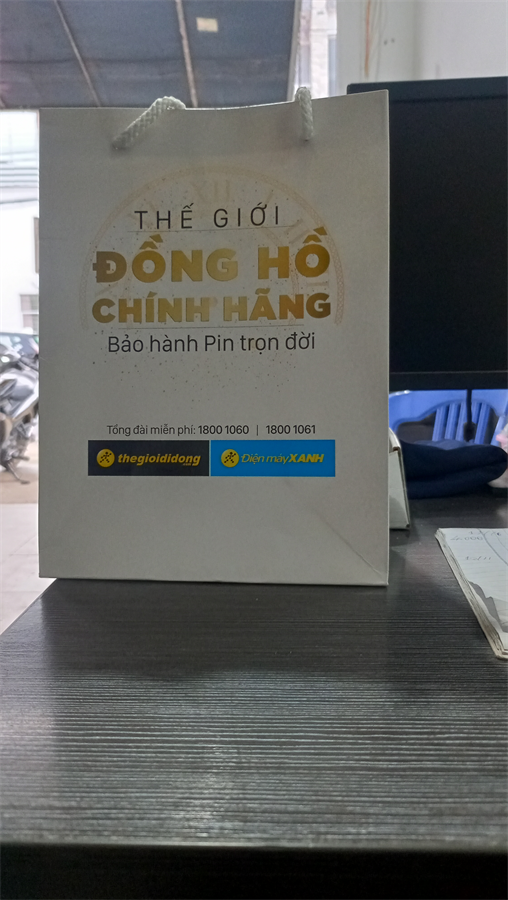 THẾ GIỚI
ĐỒNG HỒ
CHÍNH HÃNG
Bảo hành Pin trọn đời
Tổng đài miễn phí: 1800 1060 | 1800 1061
thegioididong Điện máy XANH